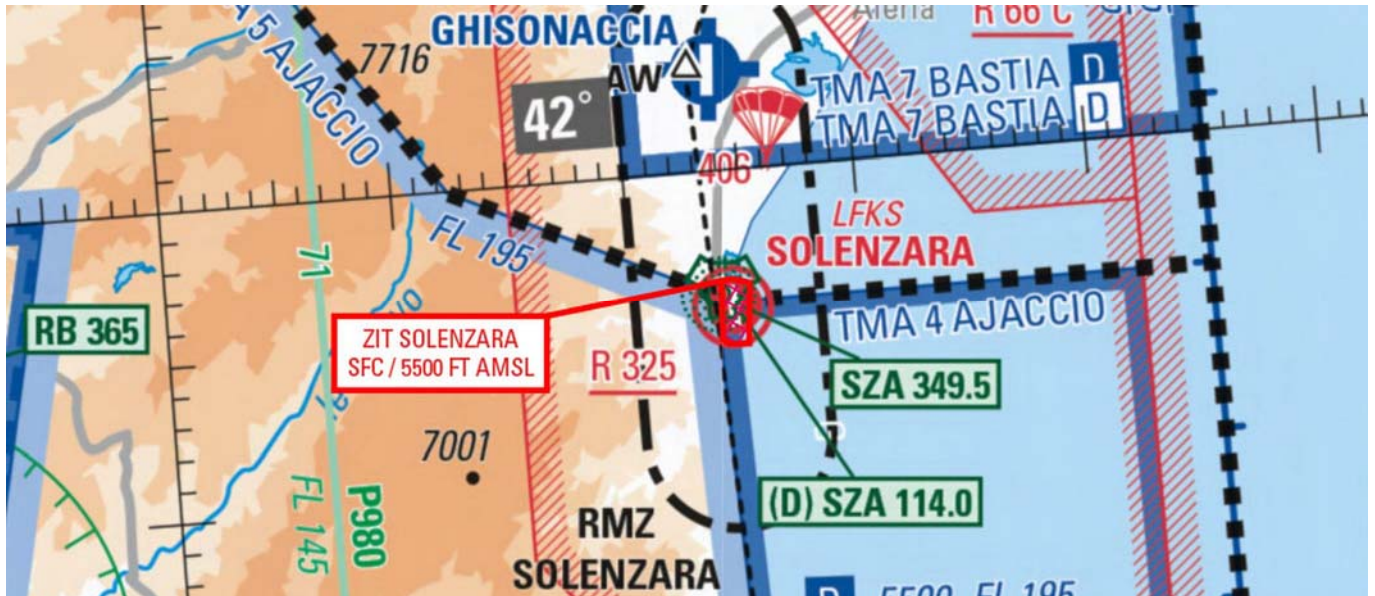 GHISONACCIA
Aleria
R 66 C
A 5 AJACCIO
7716
AW
42°
TMA 7 BASTIA D
TMA 7 BASTIA D
406
LFKS
SOLENZARA
FL 195
71
TMA 4 AJACCIO
RB 365
ZIT SOLENZARA
SFC / 5500 FT AMSL
R 325
SZA 349.5
7001
(D) SZA 114.0
P980
FL 145
RMZ
SOLENZARA
D 5500 FL 195